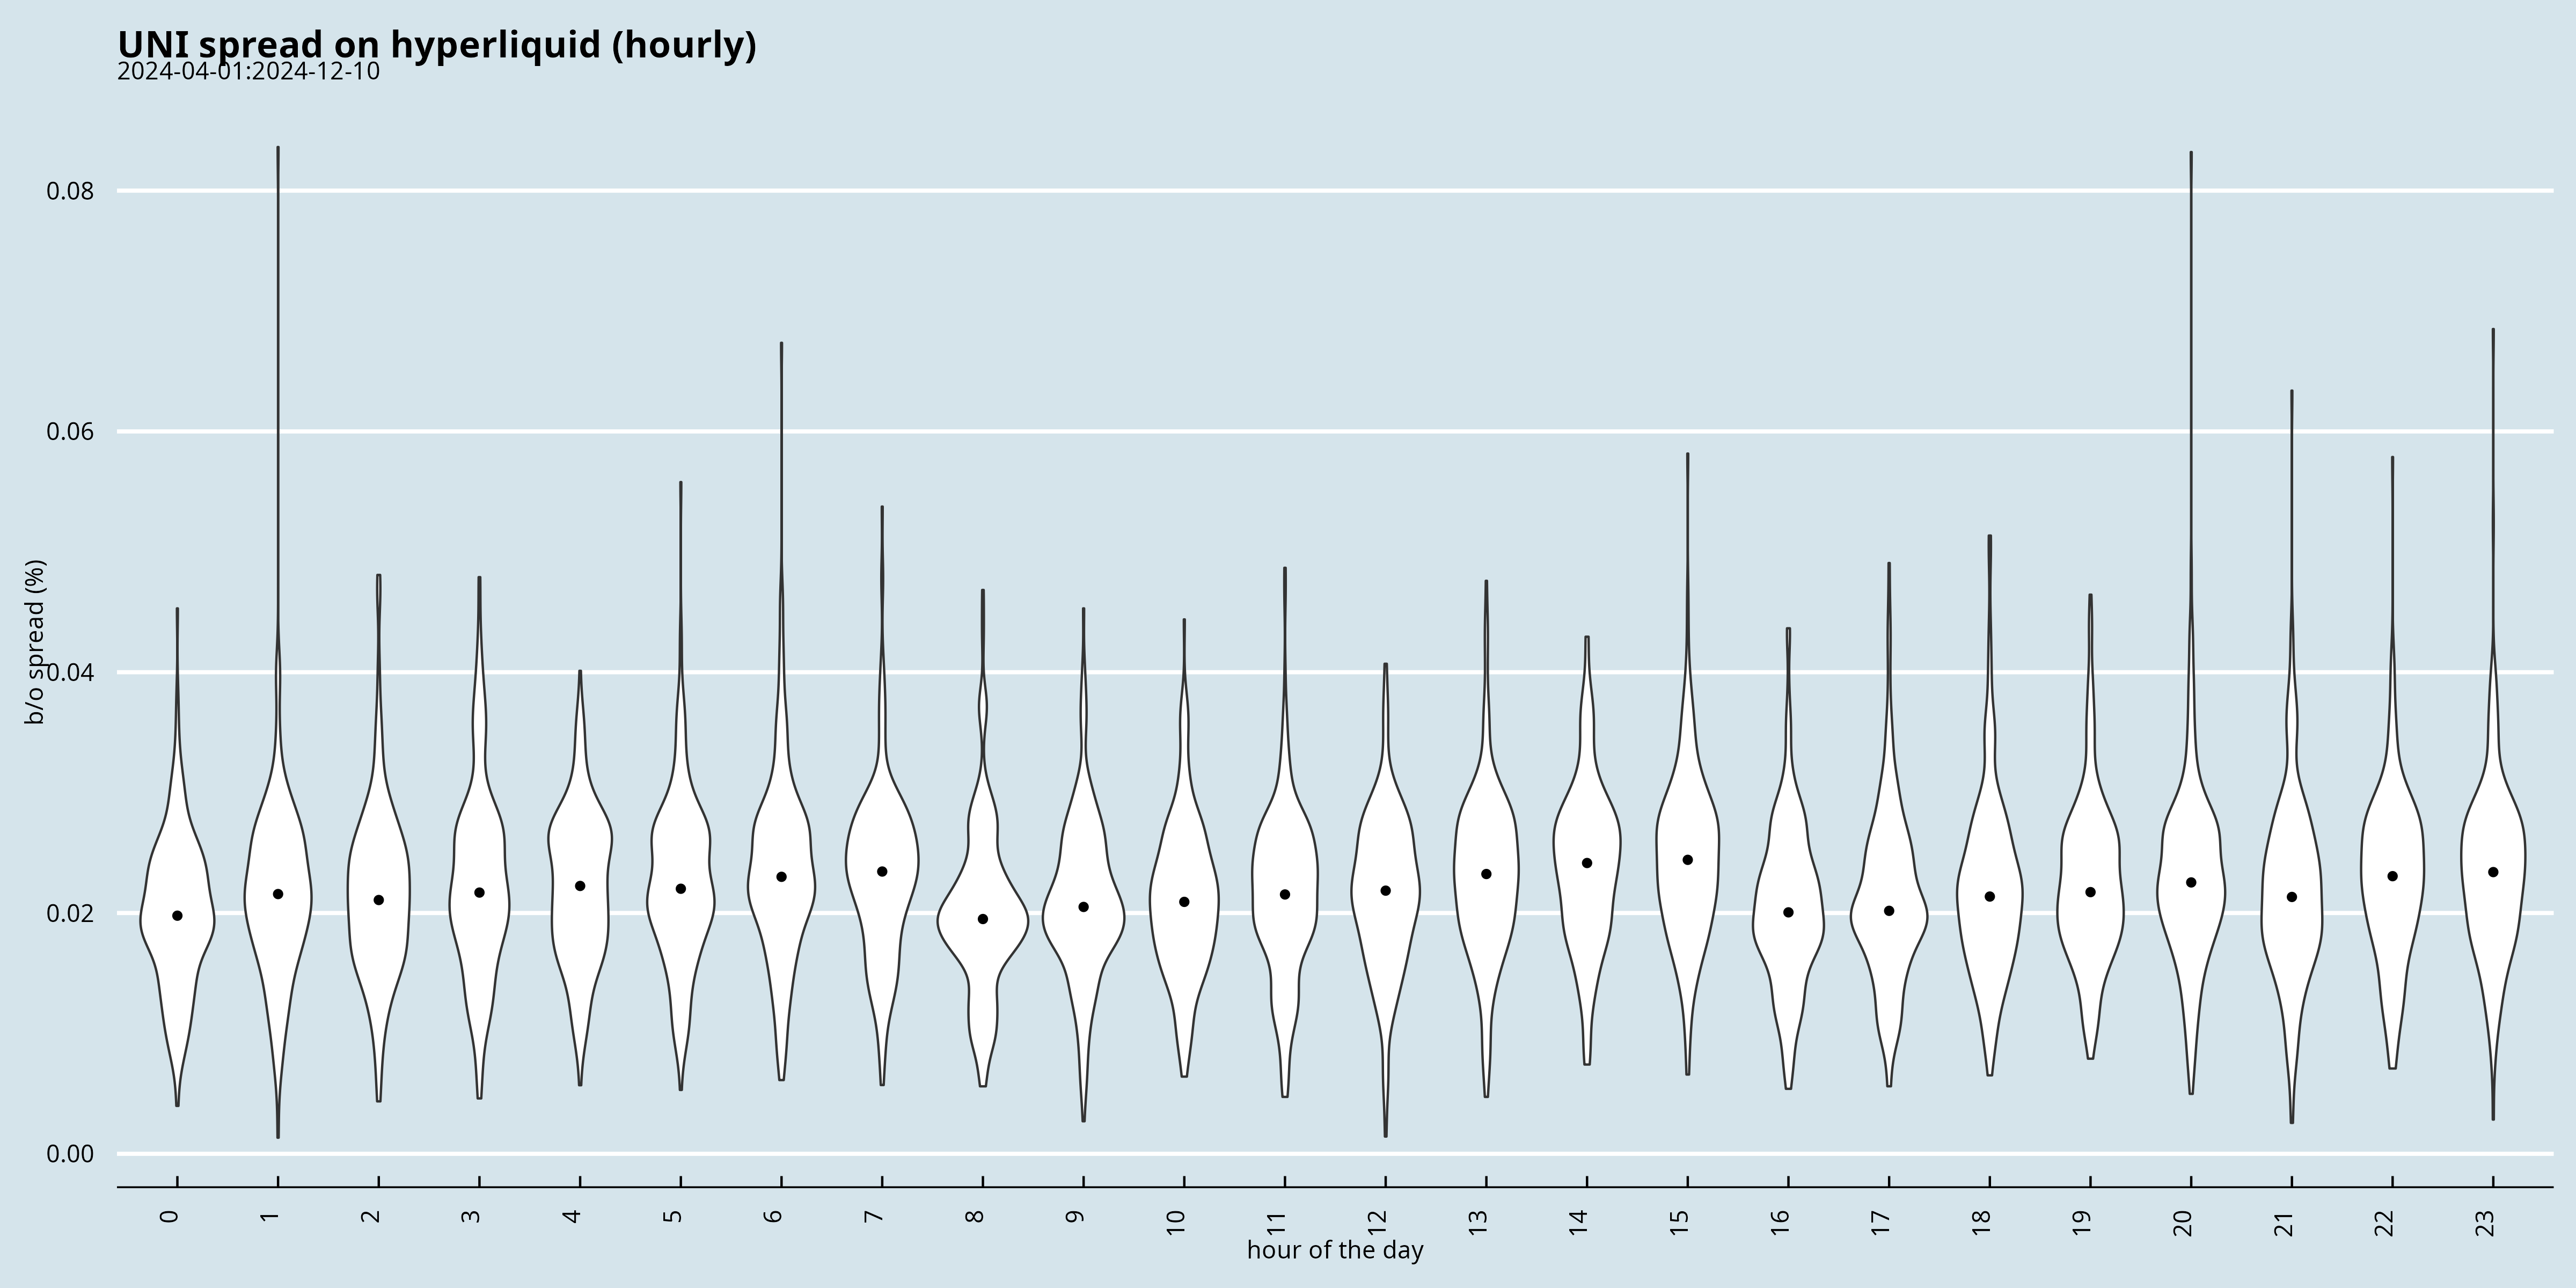 UNI spread on hyperliquid (hourly)
2024-04-01:2024-12-10
0.08
0.06
0.04
0.02
0.00
b/o spread (%)
0 1 2 3 4 5 6 7 8 9 10 11 12 13 14 15 16 17 18 19 20 21 22 23
hour of the day